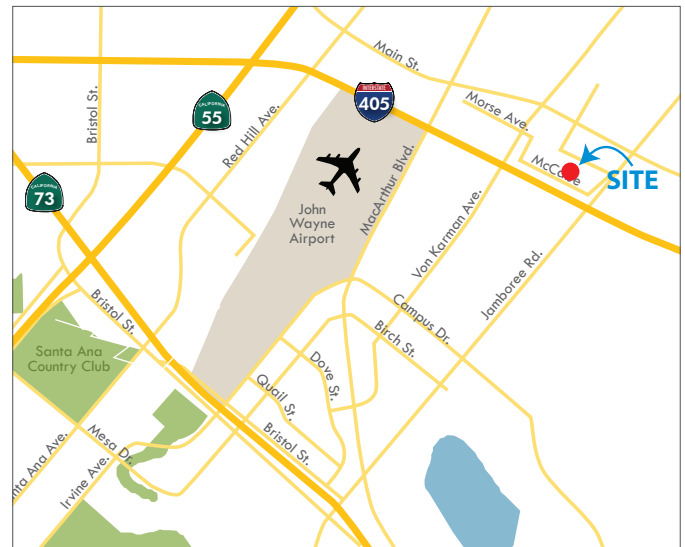 Main St.
INTERSTATE
405
CALIFORNIA
55
Bristol St.
Red Hill Ave.
Morse Ave.
SITE
CALIFORNIA
73
John
Wayne
Airport
MacArthur Blvd.
Von Karman Ave.
Jamboree Rd.
Bristol St.
Campus Dr.
Birch St.
Santa Ana
Country Club
Dove St.
Quail St.
Bristol St.
Mesa Dr.
Ana Ave.
Irvine Ave.